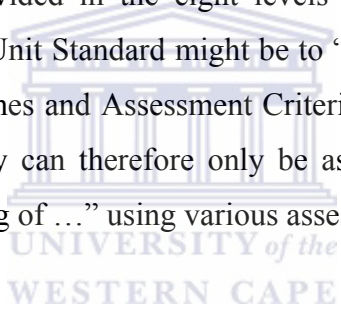 vided in the eight levels
Unit Standard might be to “
nes and Assessment Criteri
y can therefore only be as
g of …” using various asse
UNIVERSITY of the
WESTERN CAPE